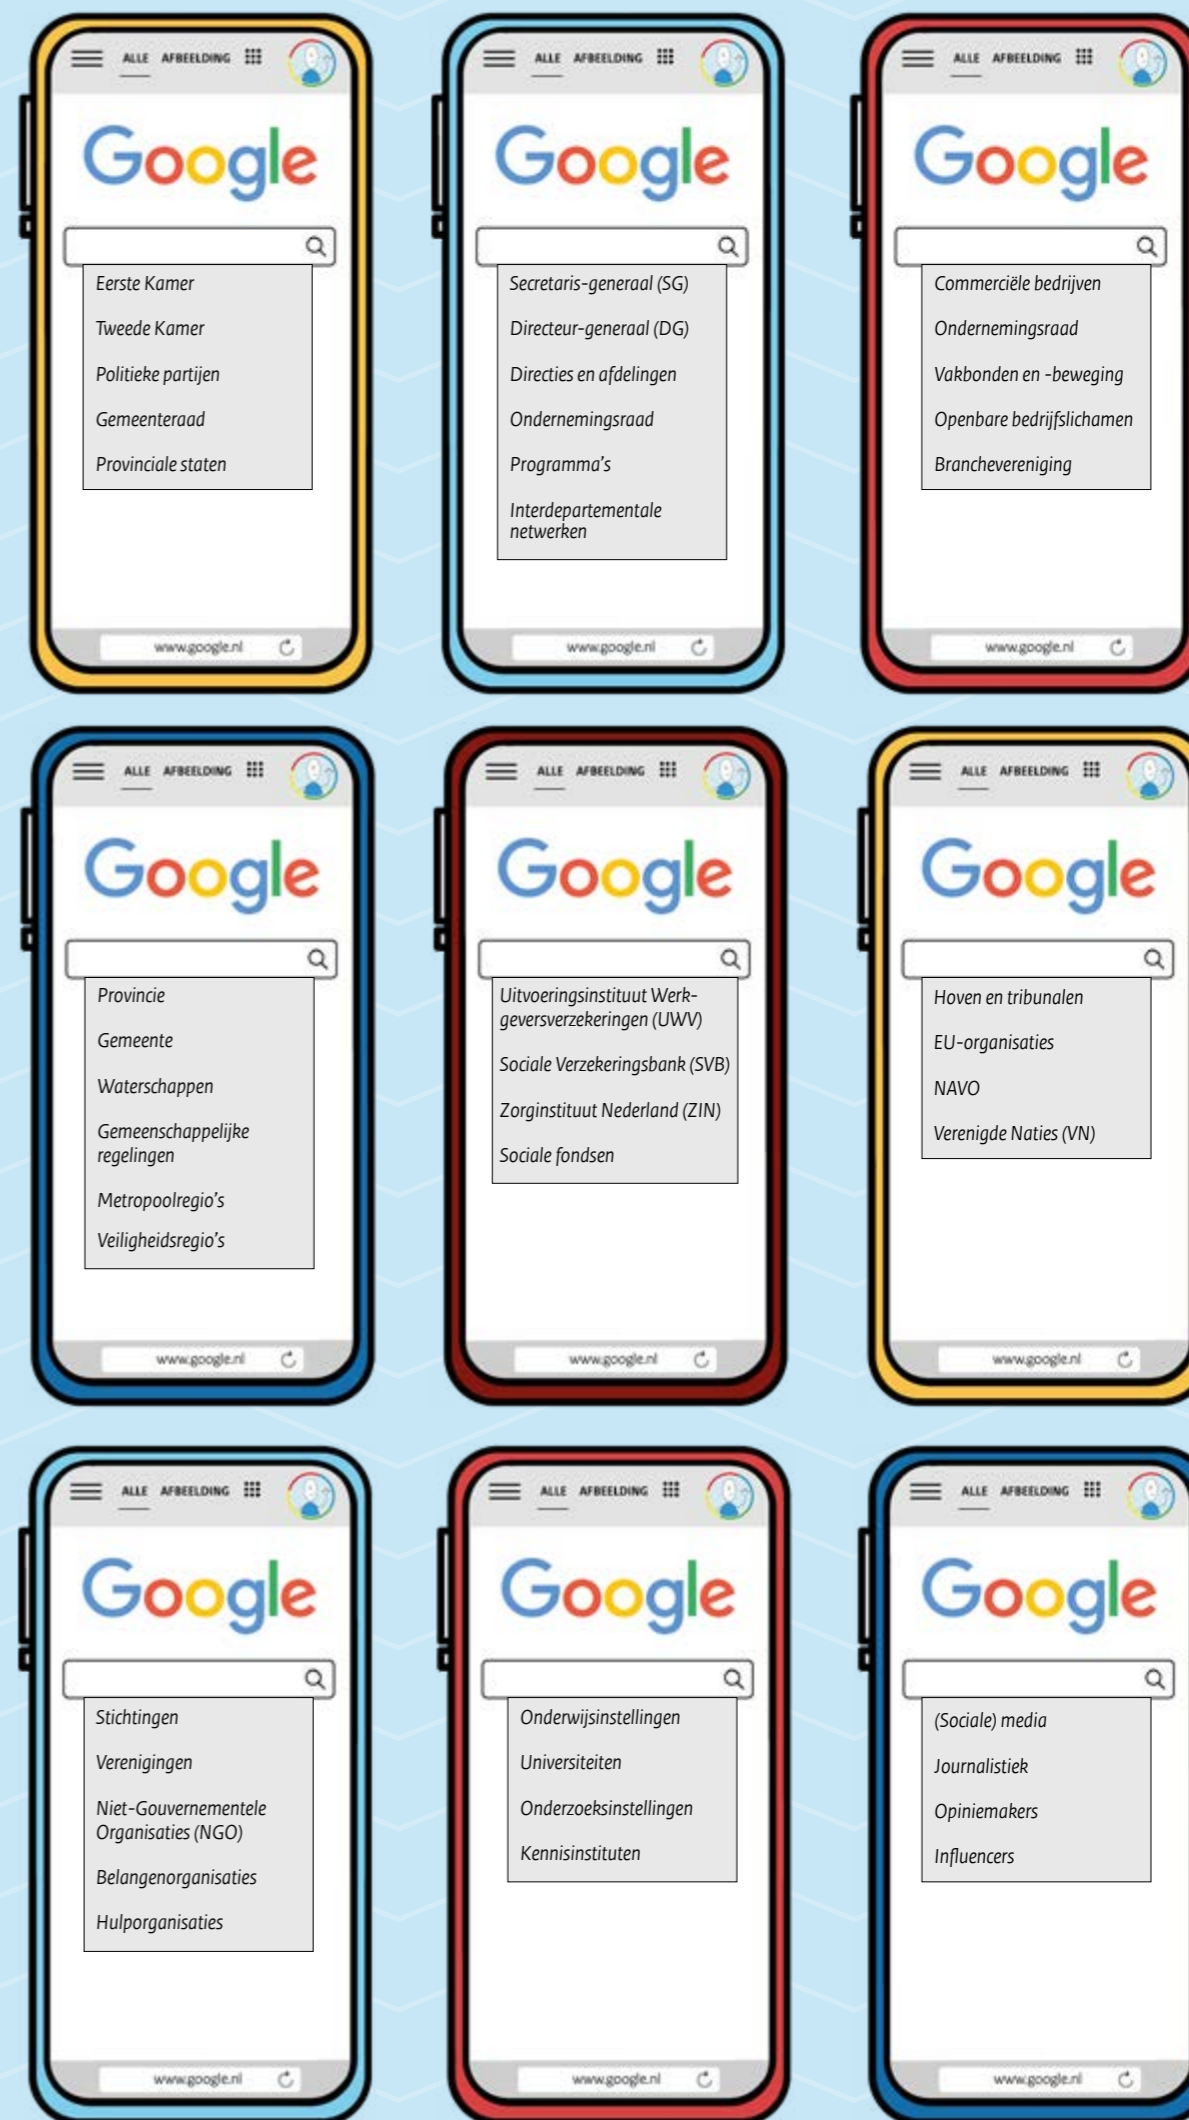 ALLE AFBEELDING
Google
Eerste Kamer
Tweede Kamer
Politieke partijen
Gemeenteraad
Provinciale staten
www.google.nl
ALLE AFBEELDING
Google
Secretaris-generaal (SG)
Directeur-generaal (DG)
Directies en afdelingen
Ondernemingsraad
Programma's
Interdepartementale
netwerken
www.google.nl
ALLE AFBEELDING
Google
Commerciële bedrijven
Ondernemingsraad
Vakbonden en -beweging
Openbare bedrijfslichamen
Branchevereniging
www.google.nl
ALLE AFBEELDING
Google
Provincie
Gemeente
Waterschappen
Gemeenschappelijke
regelingen
Metropoolregio's
Veiligheidsregio's
www.google.nl
ALLE AFBEELDING
Google
Uitvoeringsinstituut Werk-
geversverzekeringen (UWV)
Sociale Verzekeringsbank (SVB)
Zorginstituut Nederland (ZIN)
Sociale fondsen
www.google.nl
ALLE AFBEELDING
Google
Hoven en tribunalen
EU-organisaties
NAVO
Verenigde Naties (VN)
www.google.nl
ALLE AFBEELDING
Google
Stichtingen
Verenigingen
Niet-Gouvernementele
Organisaties (NGO)
Belangenorganisaties
Hulporganisaties
www.google.nl
ALLE AFBEELDING
Google
Onderwijsinstellingen
Universiteiten
Onderzoeksinstellingen
Kennisinstituten
www.google.nl
ALLE AFBEELDING
Google
(Sociale) media
Journalistiek
Opiniemakers
Influencers
www.google.nl